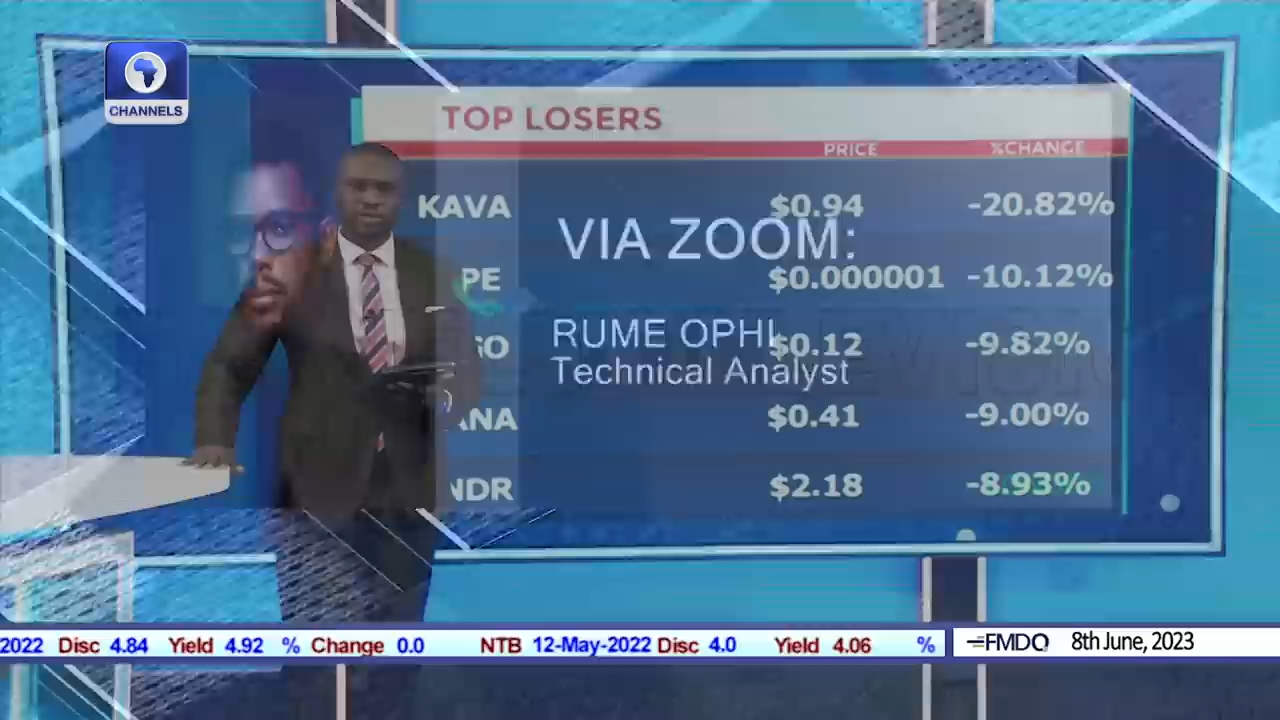 CHANNELS
TOP LOSERS
PRICE %CHANGE
KAVA $0.94 -20.82%
VIA ZOOM:
PE $0.000001 -10.12%
RUME OPHI
GO $0.12 -9.82%
Technical Analyst
ANA $0.41 -9.00%
NDR $2.18 -8.93%
2022 Disc 4.84 Yield 4.92 % Change 0.0 NTB 12-May-2022 Disc 4.0 Yield 4.06 % FMDQ 8th June, 2023